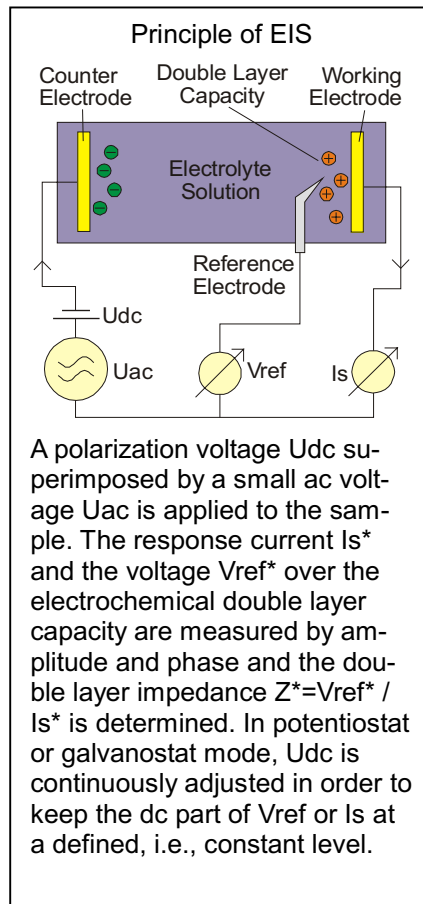 Principle of EIS
Counter
Electrode
Double Layer
Capacity
Working
Electrode
Electrolyte
Solution
Reference
Electrode
Udc
Uac
Vref
Is
A polarization voltage Udc su-
perimposed by a small ac volt-
age Uac is applied to the sam-
ple. The response current Is*
and the voltage Vref* over the
electrochemical double layer
capacity are measured by am-
plitude and phase and the dou-
ble layer impedance Z*=Vref* /
Is* is determined. In potentiostat
or galvanostat mode, Udc is
continuously adjusted in order to
keep the dc part of Vref or Is at
a defined, i.e., constant level.